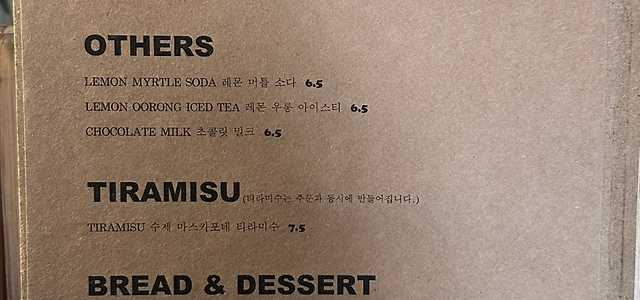 OTHERS
LEMON MYRTLE SODA 레몬 머틀 소다 6.5
LEMON OORONG ICED TEA 레몬 우롱 아이스티 6.5
CHOCOLATE MILK 초콜릿 밀크 6.5
TIRAMISU (티라미수는 주문과 동시에 만들어집니다.)
TIRAMISU 수제 마스카포네 티라미수 7.5
BREAD & DESSERT